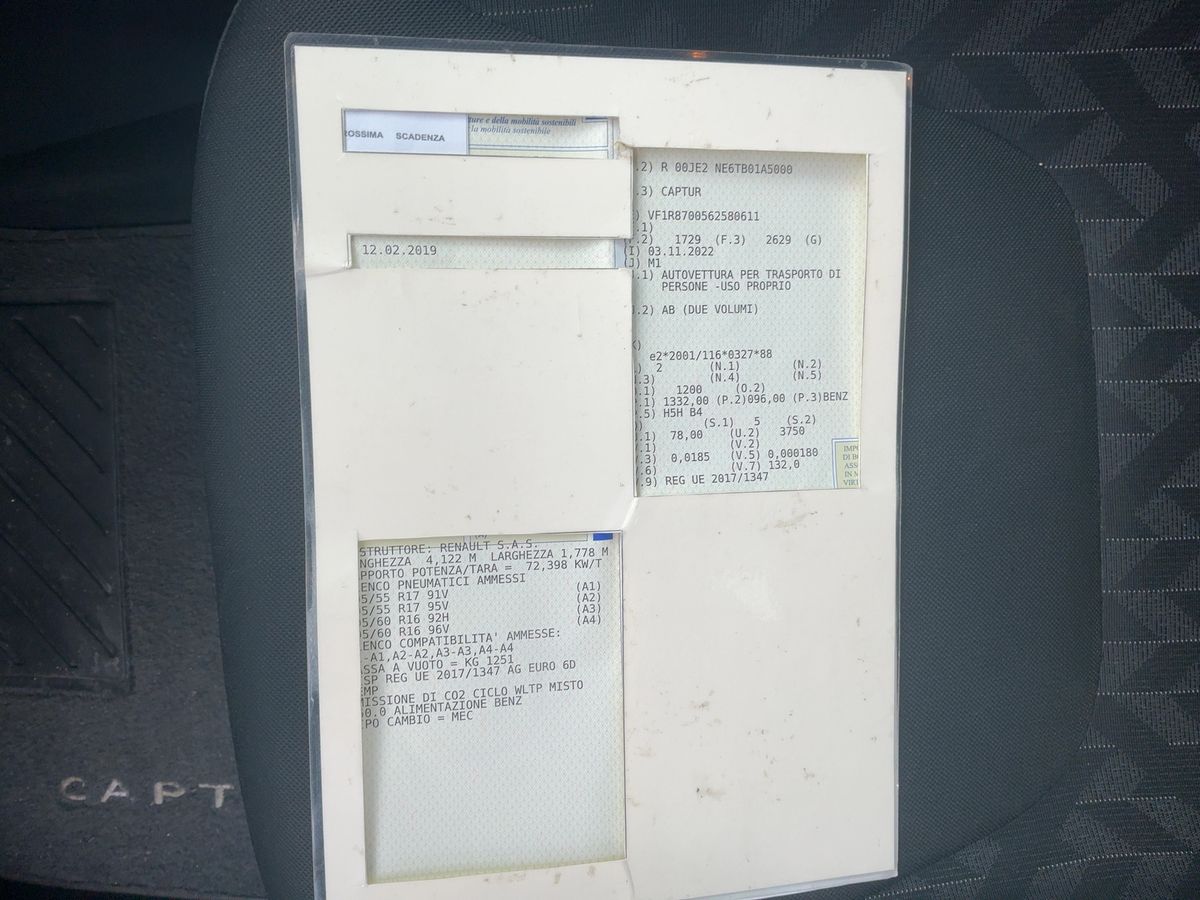 ROSSIMA SCADENZA
ture e della mobilità sostenibili
la mobilità sostenibile
12.02.2019
.2) R 00JE2 NE6TB01A5000
.3) CAPTUR
) VF1R8700562580611
.1)
.2) 1729 (F.3) 2629 (G)
(I) 03.11.2022
(J) M1
.1) AUTOVETTURA PER TRASPORTO DI
PERSONE -USO PROPRIO
.2) AB (DUE VOLUMI)
)
e2*2001/116*0327*88
) 2 (N.1) (N.2)
.3) (N.4) (N.5)
.1) 1200 (O.2)
.1) 1332,00 (P.2)096,00 (P.3)BENZ
.5) H5H B4
) (S.1) 5 (S.2)
.1) 78,00 (U.2) 3750
.1) (V.2)
.3) 0,0185 (V.5) 0,000180
.6) (V.7) 132,0
.9) REG UE 2017/1347
IMPO
DI BO
ASS
IN M
VIRT
STRUTTORE: RENAULT S.A.S.
NGHEZZA 4,122 M LARGHEZZA 1,778 M
PPORTO POTENZA/TARA = 72,398 KW/T
ENCO PNEUMATICI AMMESSI
5/55 R17 91V (A1)
5/55 R17 95V (A2)
5/60 R16 92H (A3)
5/60 R16 96V (A4)
ENCO COMPATIBILITA' AMMESSE:
-A1,A2-A2,A3-A3,A4-A4
SSA A VUOTO = KG 1251
SP REG UE 2017/1347 AG EURO 6D
EMP
MISSIONE DI CO2 CICLO WLTP MISTO
0.0 ALIMENTAZIONE BENZ
PO CAMBIO = MEC
CAPT